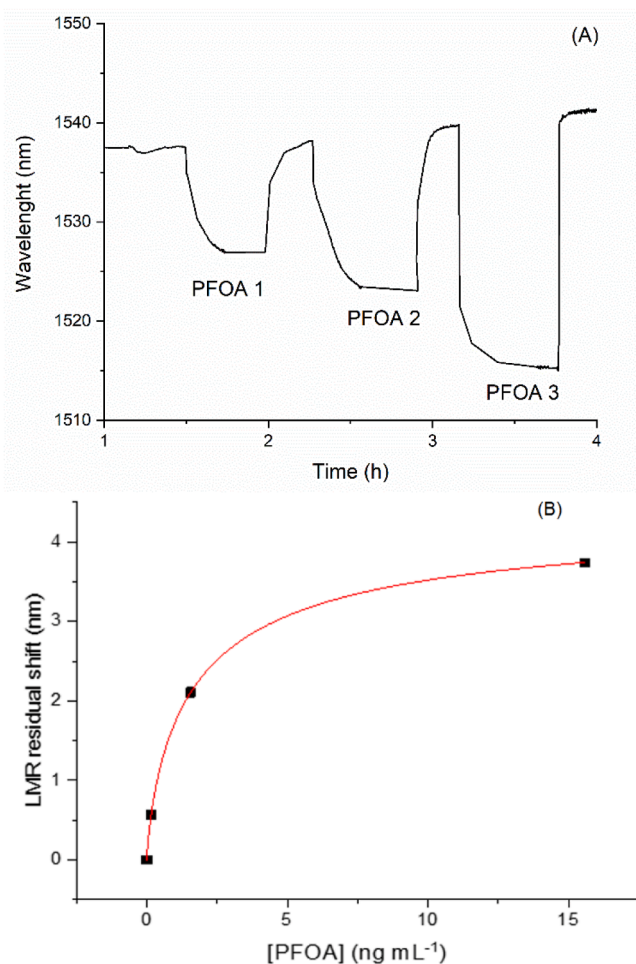 (A)
1550
1540
1530
1520
1510
Wavelenght (nm)
PFOA 1
PFOA 2
PFOA 3
1
2
3
4
Time (h)
(B)
4
3
2
1
0
LMR residual shift (nm)
0
5
10
15
[PFOA] (ng mL⁻¹)